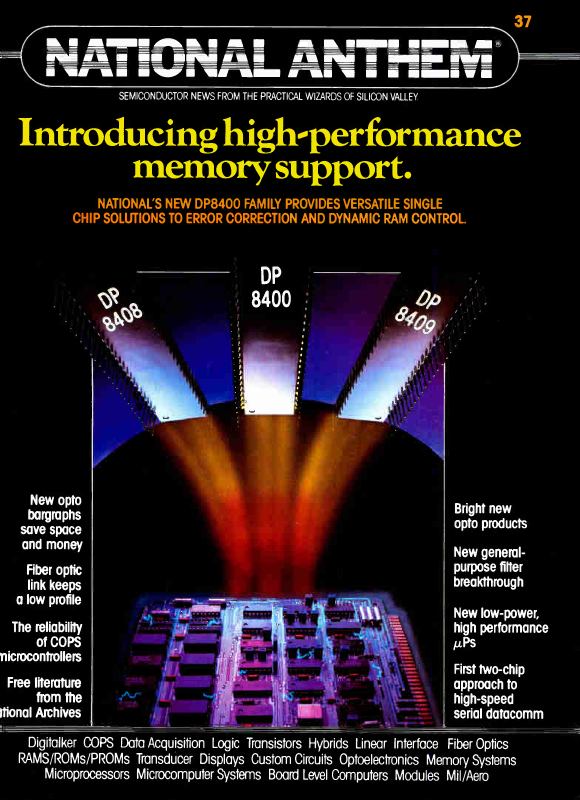 37
NATIONAL ANTHEM®
SEMICONDUCTOR NEWS FROM THE PRACTICAL WIZARDS OF SILICON VALLEY
Introducing high-performance
memory support.
NATIONAL'S NEW DP8400 FAMILY PROVIDES VERSATILE SINGLE
CHIP SOLUTIONS TO ERROR CORRECTION AND DYNAMIC RAM CONTROL.
DP
8408
DP
8400
DP
8409
New opto
bargraphs
save space
and money
Fiber optic
link keeps
a low profile
The reliability
of COPS
microcontrollers
Free literature
from the
tional Archives
Bright new
opto products
New general-
purpose filter
breakthrough
New low-power,
high performance
μPs
First two-chip
approach to
high-speed
serial datacomm
Digitalker COPS Data Acquisition Logic Transistors Hybrids Linear Interface Fiber Optics
RAMS/ROMs/PROMs Transducer Displays Custom Circuits Optoelectronics Memory Systems
Microprocessors Microcomputer Systems Board Level Computers Modules Mil/Aero